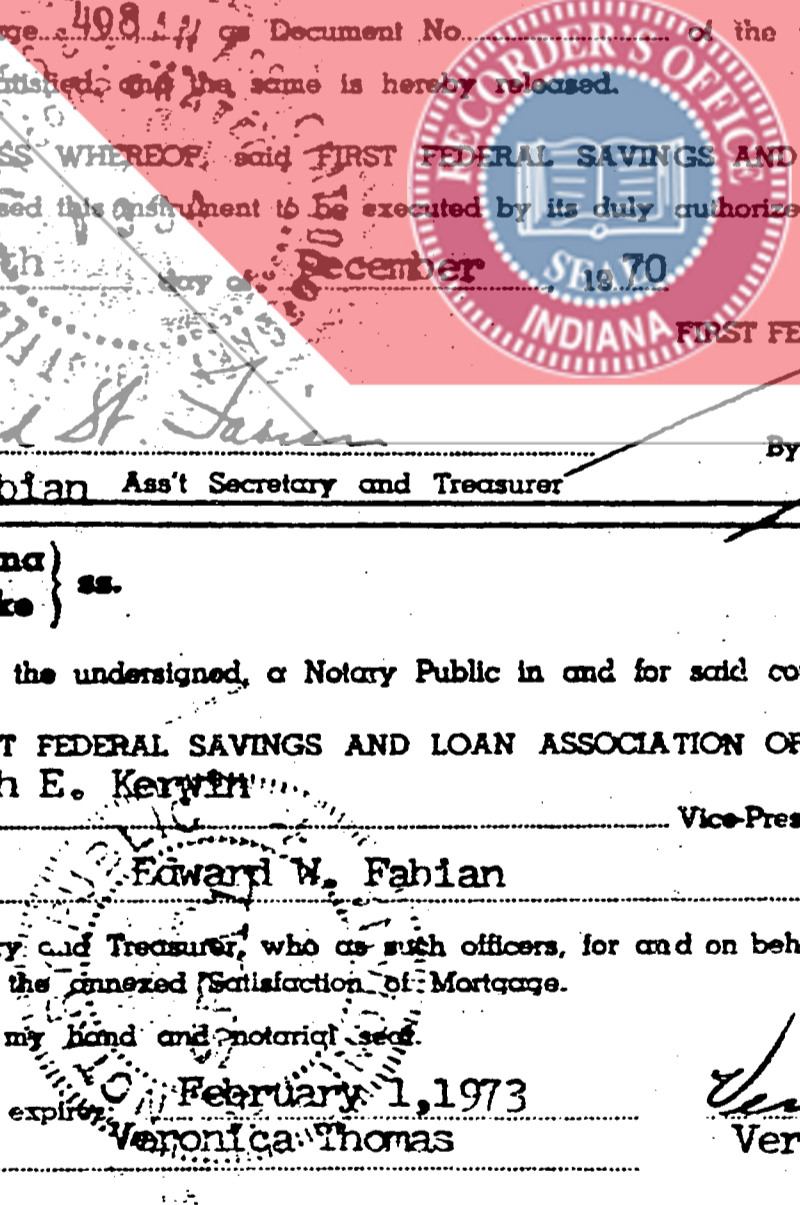 ge 498 as Document No. of the
atisfied, and the same is hereby released.
SS WHEREOF, said FIRST FEDERAL SAVINGS AND
sed this instrument to be executed by its duly authorize
th day of December, 1970
FIRST FE
By
bian Ass't Secretary and Treasurer
na
ke } ss.
the undersigned, a Notary Public in and for said co
T FEDERAL SAVINGS AND LOAN ASSOCIATION OF
h E. Kerwin
Vice-Pres
Edward W. Fabian
ry and Treasurer, who as such officers, for and on beh
the annexed Satisfaction of Mortgage.
my hand and notarial seal.
expires February 1,1973
Veronica Thomas
Ver
RECORDER'S OFFICE
SEAL
INDIANA